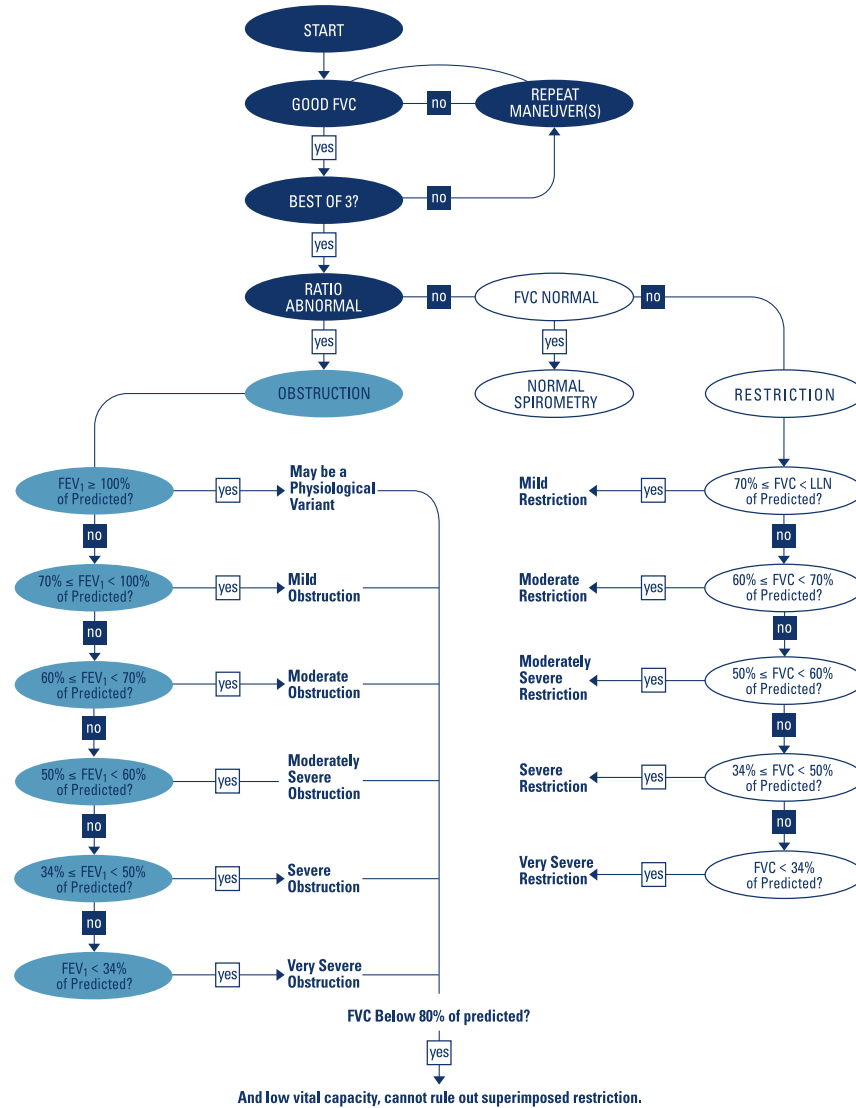 START
GOOD FVC
no
REPEAT
MANEUVER(S)
yes
BEST OF 3?
no
yes
RATIO
ABNORMAL
no
FVC NORMAL
no
yes
yes
OBSTRUCTION
NORMAL
SPIROMETRY
RESTRICTION
FEV₁ ≥ 100%
of Predicted?
yes
May be a
Physiological
Variant
no
70% ≤ FEV₁ < 100%
of Predicted?
yes
Mild
Obstruction
no
60% ≤ FEV₁ < 70%
of Predicted?
yes
Moderate
Obstruction
no
50% ≤ FEV₁ < 60%
of Predicted?
yes
Moderately
Severe
Obstruction
no
34% ≤ FEV₁ < 50%
of Predicted?
yes
Severe
Obstruction
no
FEV₁ < 34%
of Predicted?
yes
Very Severe
Obstruction
Mild
Restriction
yes
70% ≤ FVC < LLN
of Predicted?
no
Moderate
Restriction
yes
60% ≤ FVC < 70%
of Predicted?
no
Moderately
Severe
Restriction
yes
50% ≤ FVC < 60%
of Predicted?
no
Severe
Restriction
yes
34% ≤ FVC < 50%
of Predicted?
no
Very Severe
Restriction
yes
FVC < 34%
of Predicted?
FVC Below 80% of predicted?
yes
And low vital capacity, cannot rule out superimposed restriction.